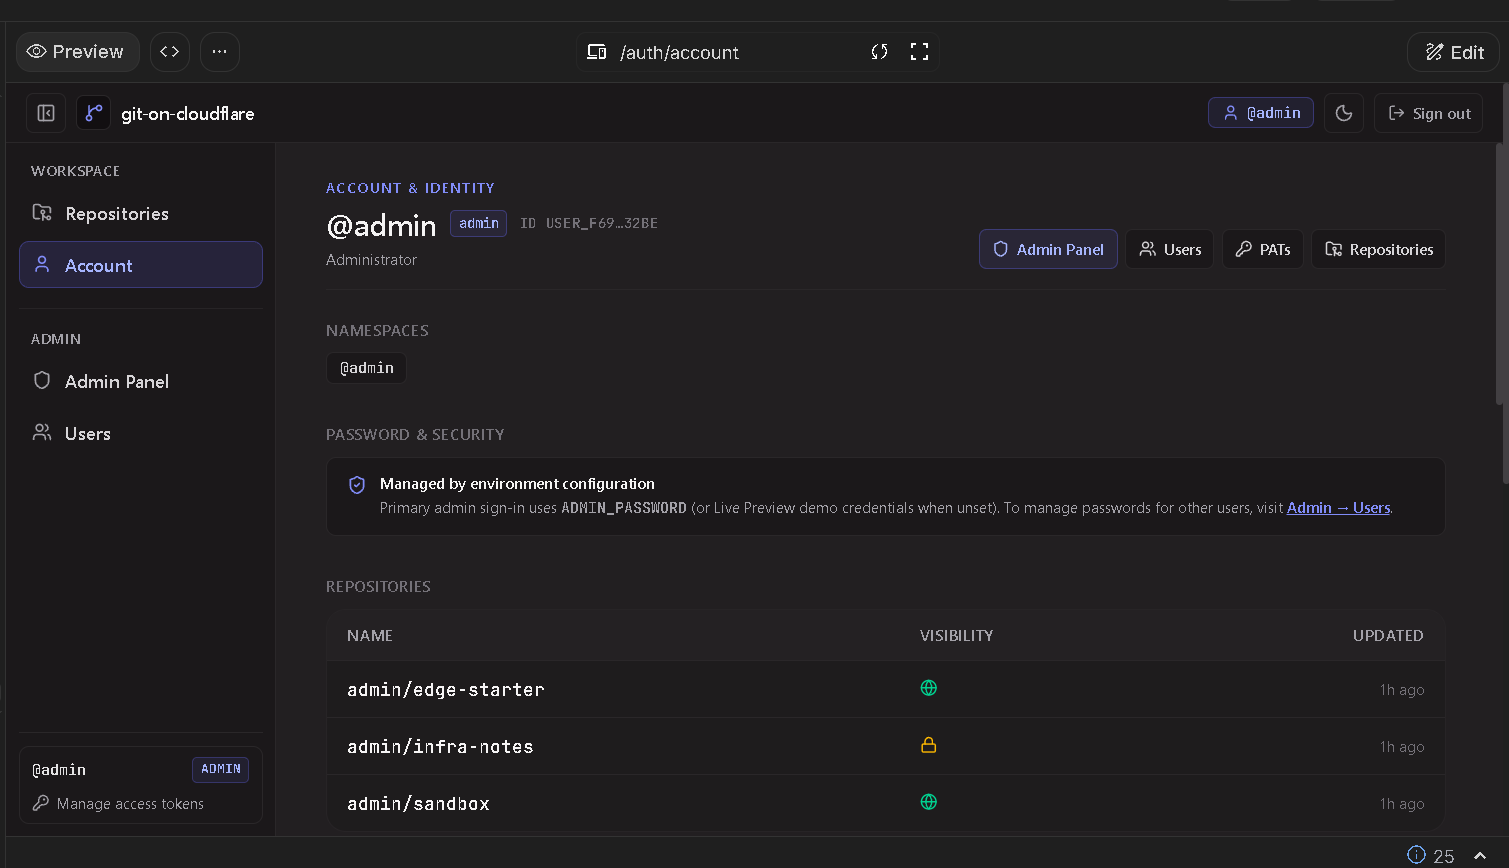 Preview
/auth/account
Edit
git-on-cloudflare
@admin
Sign out
WORKSPACE
Repositories
Account
ADMIN
Admin Panel
Users
@admin
ADMIN
Manage access tokens
ACCOUNT & IDENTITY
@admin admin ID USER_F69…32BE
Administrator
Admin Panel Users PATs Repositories
NAMESPACES
@admin
PASSWORD & SECURITY
Managed by environment configuration
Primary admin sign-in uses ADMIN_PASSWORD (or Live Preview demo credentials when unset). To manage passwords for other users, visit Admin → Users.
REPOSITORIES
NAME VISIBILITY UPDATED
admin/edge-starter 1h ago
admin/infra-notes 1h ago
admin/sandbox 1h ago
25